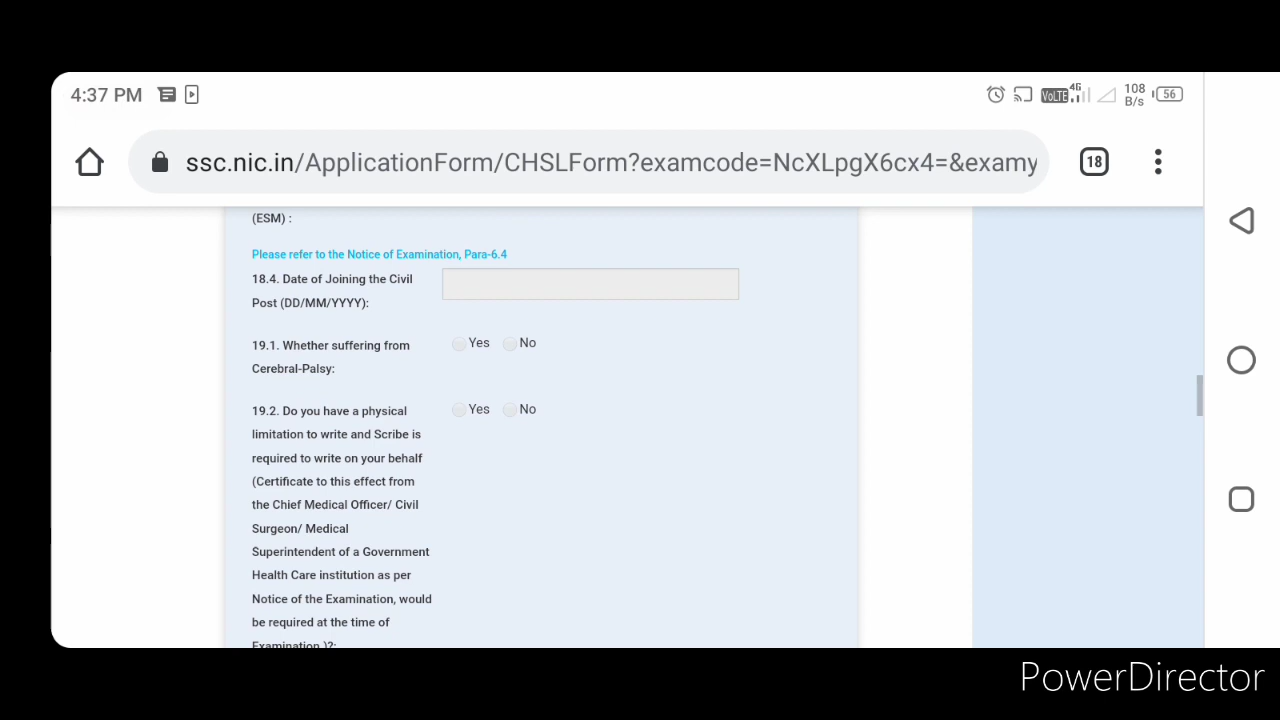 4:37 PM
VoLTE 4G 108 B/s 56
ssc.nic.in/ApplicationForm/CHSLForm?examcode=NcXLpgX6cx4=&examy
18
(ESM) :
Please refer to the Notice of Examination, Para-6.4
18.4. Date of Joining the Civil
Post (DD/MM/YYYY):
19.1. Whether suffering from
Cerebral-Palsy:
Yes No
19.2. Do you have a physical
limitation to write and Scribe is
required to write on your behalf
(Certificate to this effect from
the Chief Medical Officer/ Civil
Surgeon/ Medical
Superintendent of a Government
Health Care institution as per
Notice of the Examination, would
be required at the time of
Examination.)?:
Yes No
PowerDirector